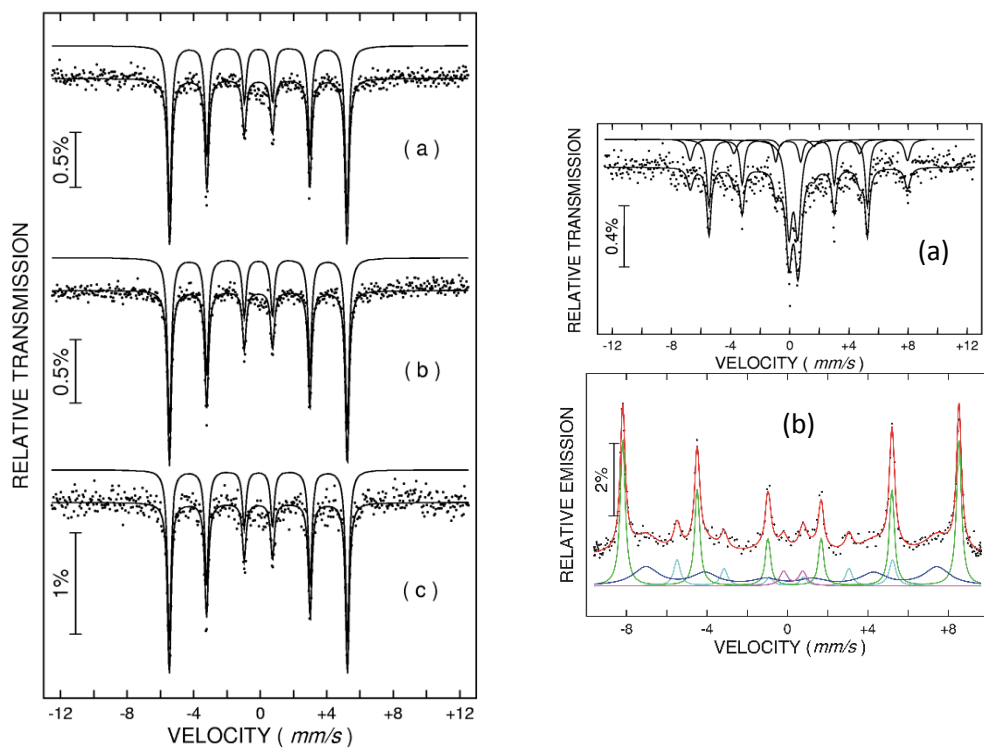 RELATIVE TRANSMISSION
0.5%
(a)
0.5%
(b)
1%
(c)
-12 -8 -4 0 +4 +8 +12
VELOCITY ( mm/s )
RELATIVE TRANSMISSION
0.4%
(a)
-12 -8 -4 0 +4 +8 +12
VELOCITY ( mm/s )
RELATIVE EMISSION
2%
(b)
-8 -4 0 +4 +8
VELOCITY ( mm/s )